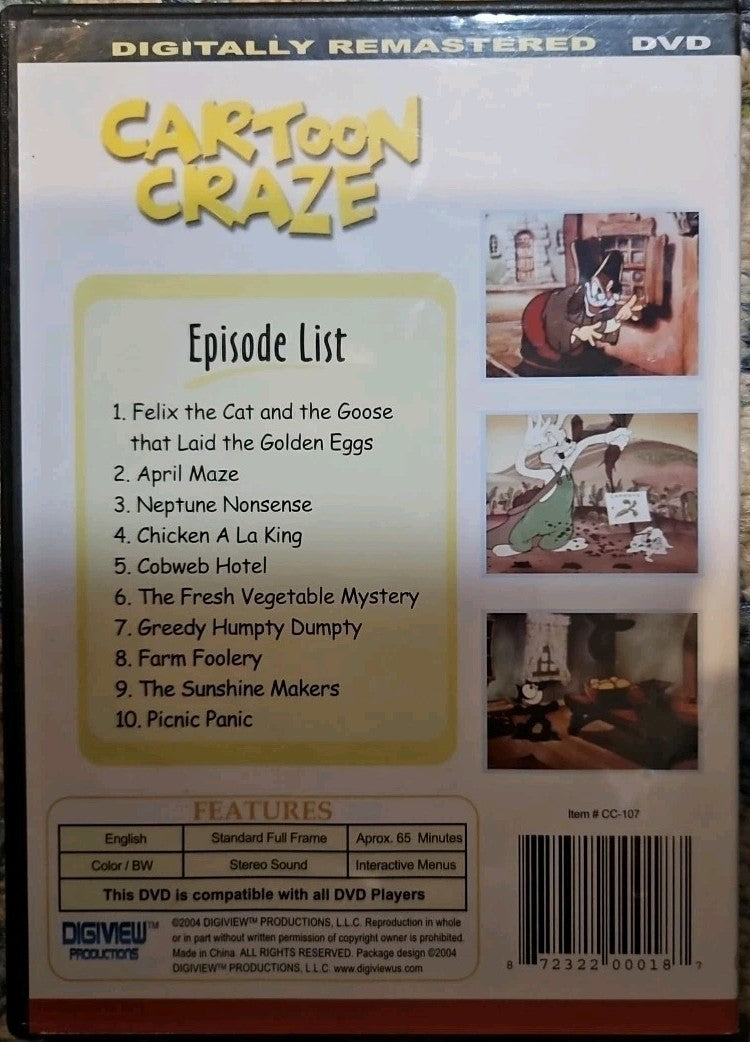 DIGITALLY REMASTERED DVD
CARTOON
CRAZE
Episode List
1. Felix the Cat and the Goose
that Laid the Golden Eggs
2. April Maze
3. Neptune Nonsense
4. Chicken A La King
5. Cobweb Hotel
6. The Fresh Vegetable Mystery
7. Greedy Humpty Dumpty
8. Farm Foolery
9. The Sunshine Makers
10. Picnic Panic
FEATURES
English Standard Full Frame Aprox. 65 Minutes
Color / BW Stereo Sound Interactive Menus
This DVD is compatible with all DVD Players
DIGIVIEW™
PRODUCTIONS
©2004 DIGIVIEW™ PRODUCTIONS, L.L.C. Reproduction in whole
or in part without written permission of copyright owner is prohibited.
Made in China. ALL RIGHTS RESERVED. Package design ©2004
DIGIVIEW™ PRODUCTIONS, L.L.C. www.digiviewus.com
Item # CC-107
8 72322 00018 7